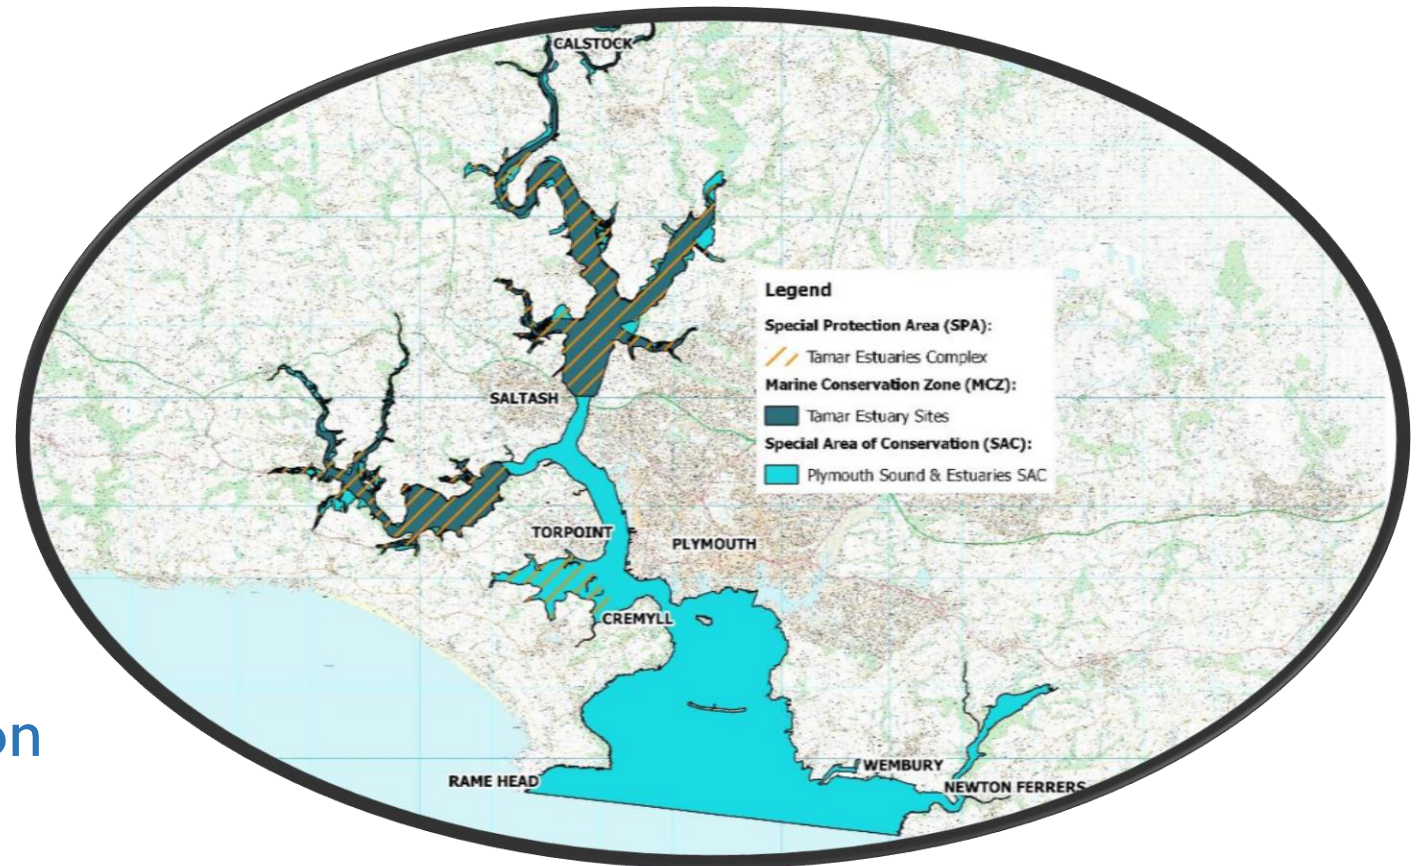 CALSTOCK
Legend
Special Protection Area (SPA):
Tamar Estuaries Complex
Marine Conservation Zone (MCZ):
SALTASH
Tamar Estuary Sites
Special Area of Conservation (SAC):
Plymouth Sound & Estuaries SAC
TORPOINT
PLYMOUTH
CREMYLL
on
WEMBURY
RAME HEAD
NEWTON FERRERS